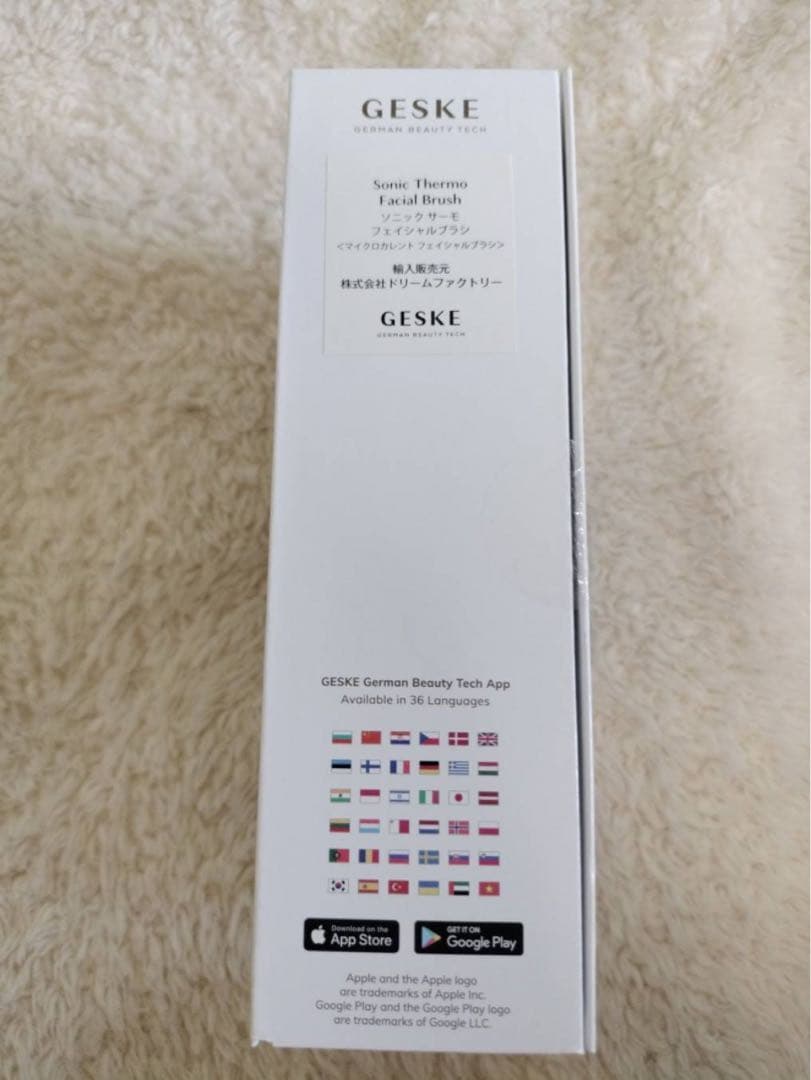 GESKE
GERMAN BEAUTY TECH
Sonic Thermo
Facial Brush
ソニック サーモ
フェイシャルブラシ
<マイクロカレント フェイシャルブラシ>
輸入販売元
株式会社ドリームファクトリー
GESKE
GERMAN BEAUTY TECH
GESKE German Beauty Tech App
Available in 36 Languages
Download on the
App Store
GET IT ON
Google Play
Apple and the Apple logo
are trademarks of Apple Inc.
Google Play and the Google Play logo
are trademarks of Google LLC.